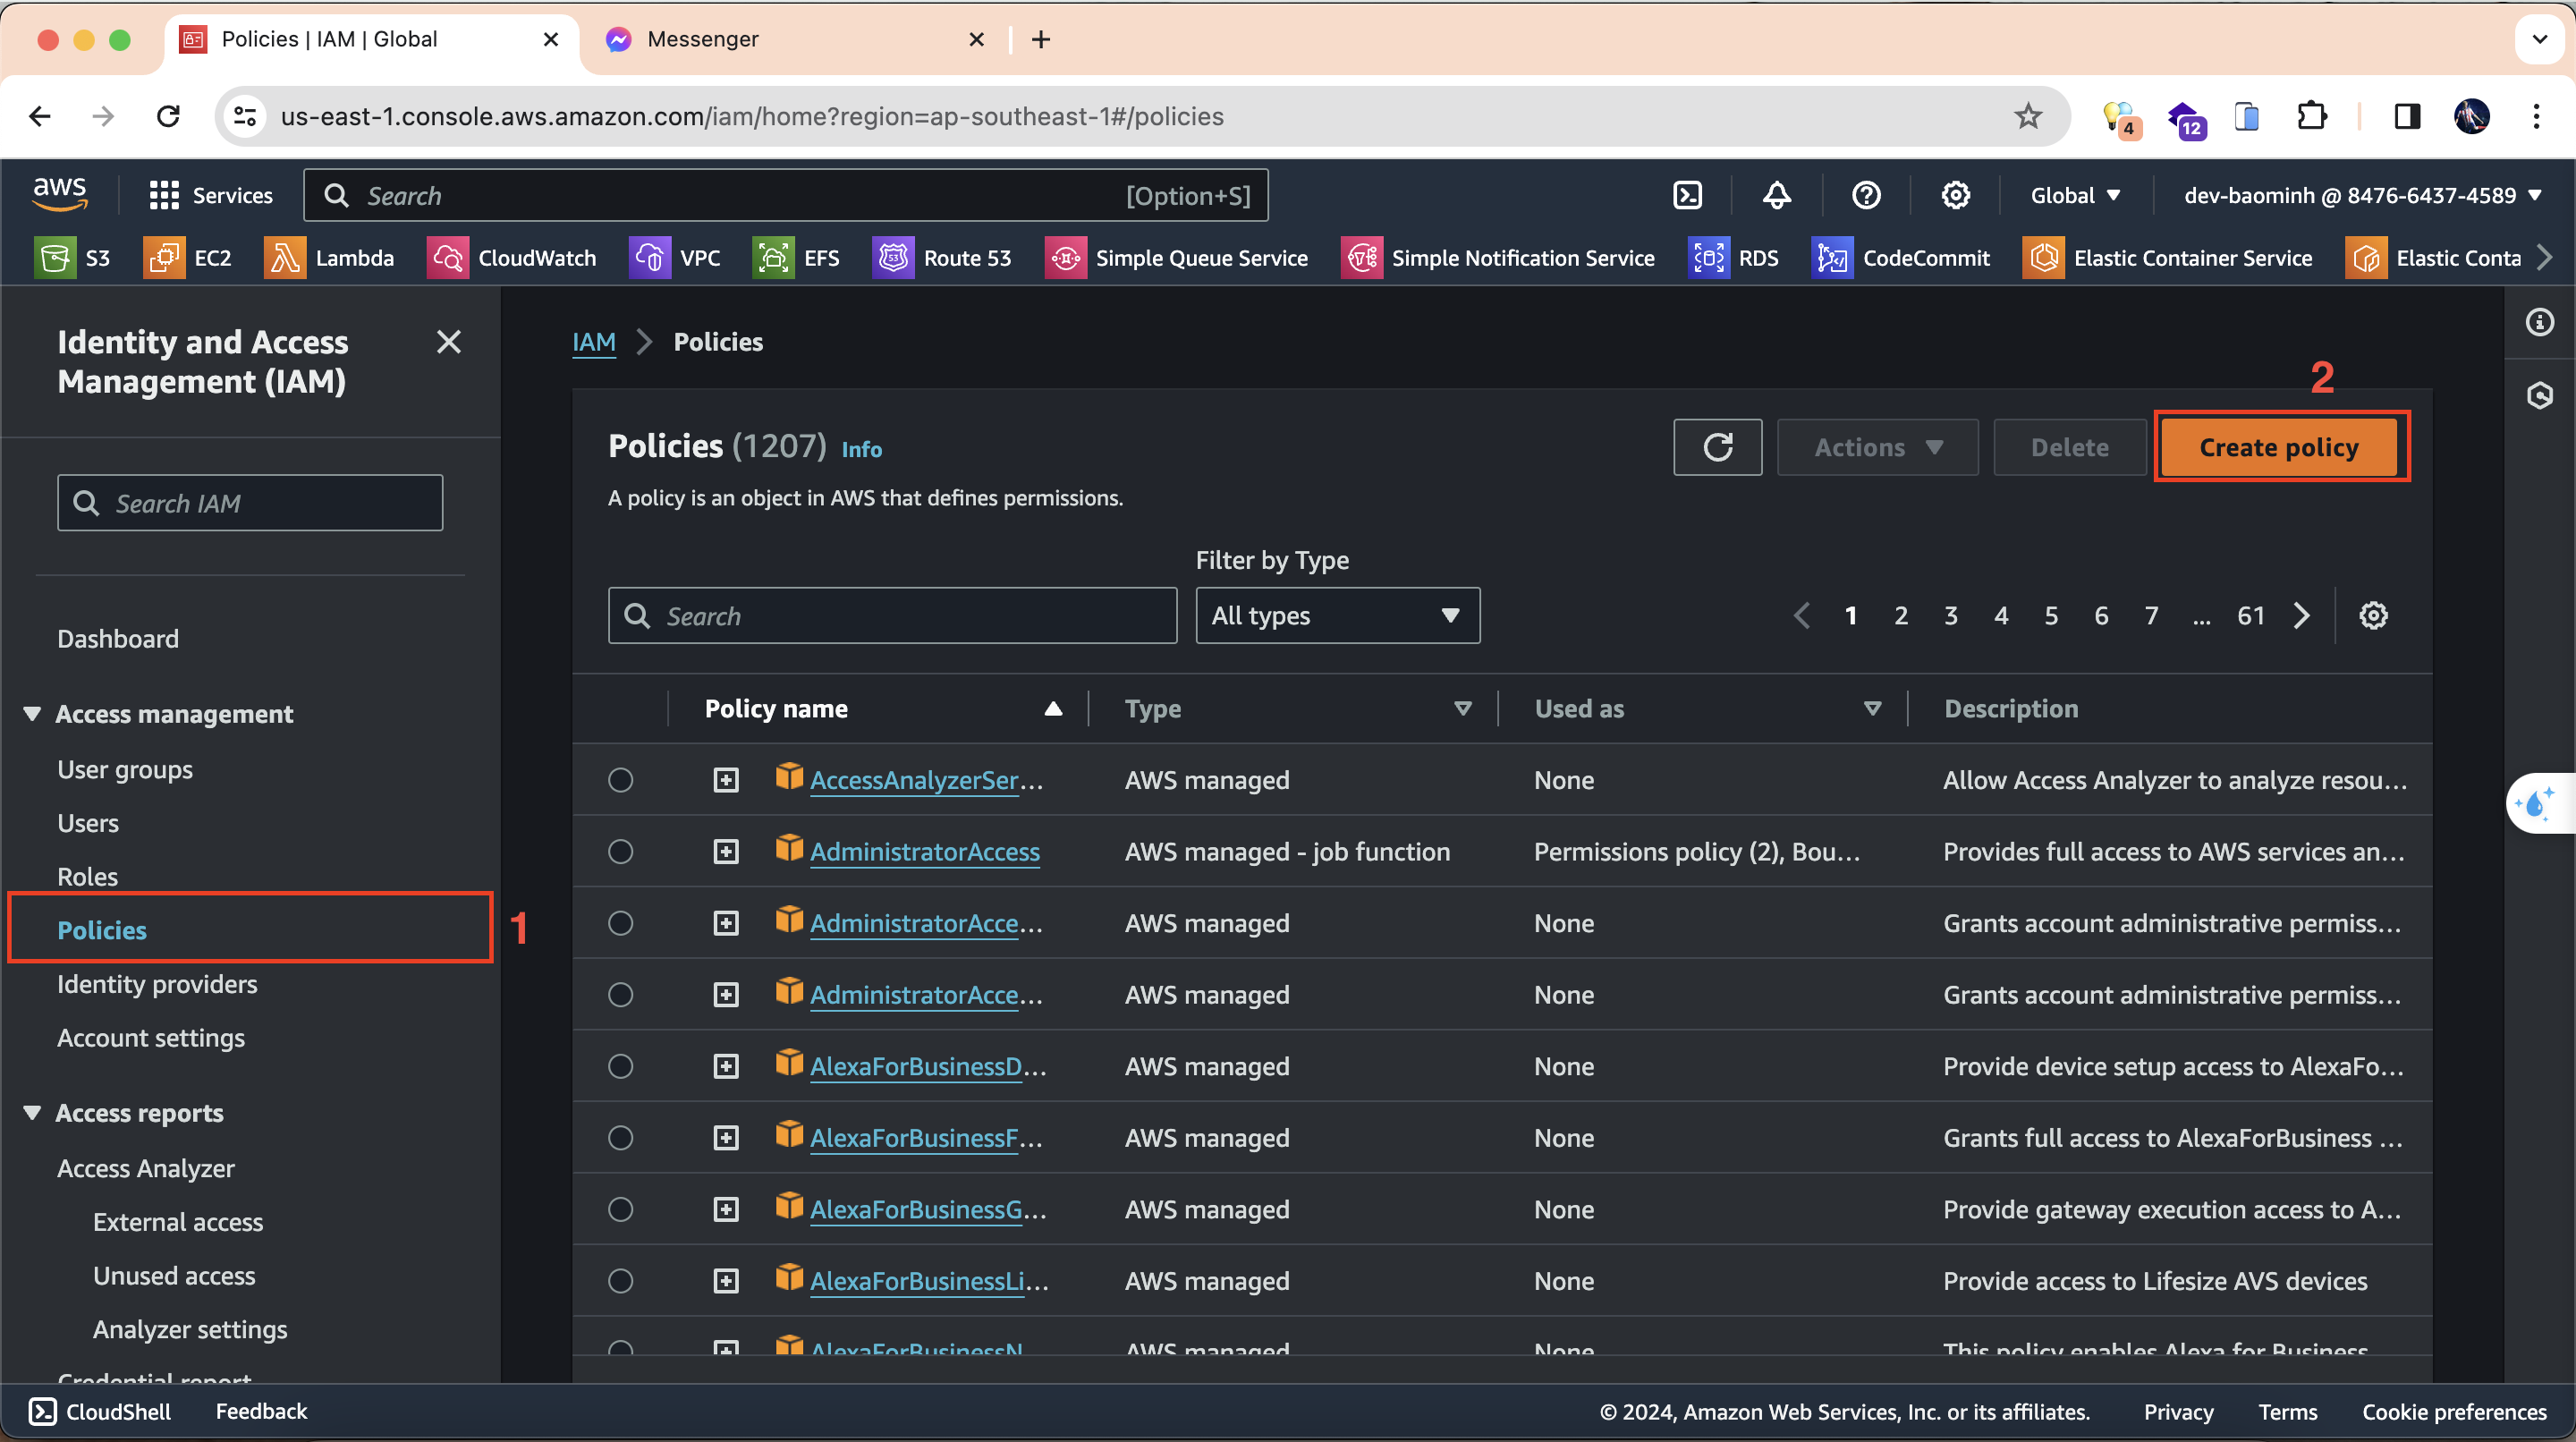 Policies | IAM | Global
Messenger
us-east-1.console.aws.amazon.com/iam/home?region=ap-southeast-1#/policies
4
12
aws
Services
Search
[Option+S]
Global
dev-baominh @ 8476-6437-4589
S3
EC2
Lambda
CloudWatch
VPC
EFS
53
Route 53
Simple Queue Service
Simple Notification Service
RDS
CodeCommit
Elastic Container Service
Elastic Conta
Identity and Access
Management (IAM)
Search IAM
Dashboard
Access management
User groups
Users
Roles
Policies
1
Identity providers
Account settings
Access reports
Access Analyzer
External access
Unused access
Analyzer settings
Credential report
IAM
Policies
2
Policies (1207) Info
Actions
Delete
Create policy
A policy is an object in AWS that defines permissions.
Filter by Type
Search
All types
1 2 3 4 5 6 7 ... 61
Policy name Type Used as Description
AccessAnalyzerSer... AWS managed None Allow Access Analyzer to analyze resou...
AdministratorAccess AWS managed - job function Permissions policy (2), Bou... Provides full access to AWS services an...
AdministratorAcce... AWS managed None Grants account administrative permiss...
AdministratorAcce... AWS managed None Grants account administrative permiss...
AlexaForBusinessD... AWS managed None Provide device setup access to AlexaFo...
AlexaForBusinessF... AWS managed None Grants full access to AlexaForBusiness ...
AlexaForBusinessG... AWS managed None Provide gateway execution access to A...
AlexaForBusinessLi... AWS managed None Provide access to Lifesize AVS devices
AlexaForBusinessN AWS managed None This policy enables Alexa for Business
CloudShell
Feedback
© 2024, Amazon Web Services, Inc. or its affiliates.
Privacy
Terms
Cookie preferences